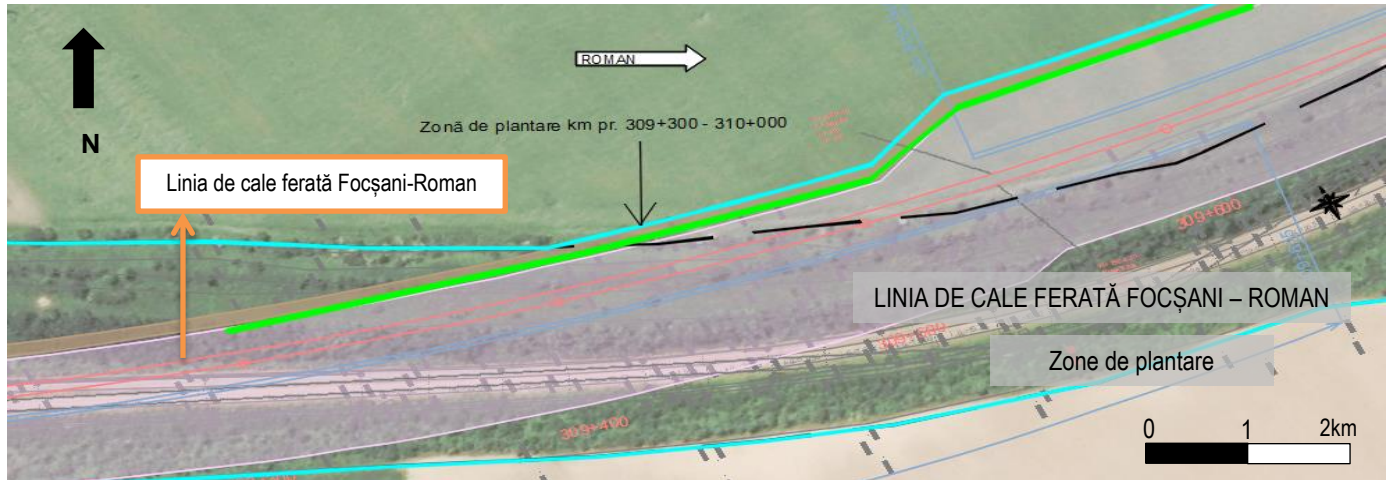 ROMAN
Zonă de plantare km pr. 309+300 - 310+000
N
Linia de cale ferată Focșani-Roman
309+600
LINIA DE CALE FERATĂ FOCȘANI – ROMAN
Zone de plantare
309+400
0 1 2km